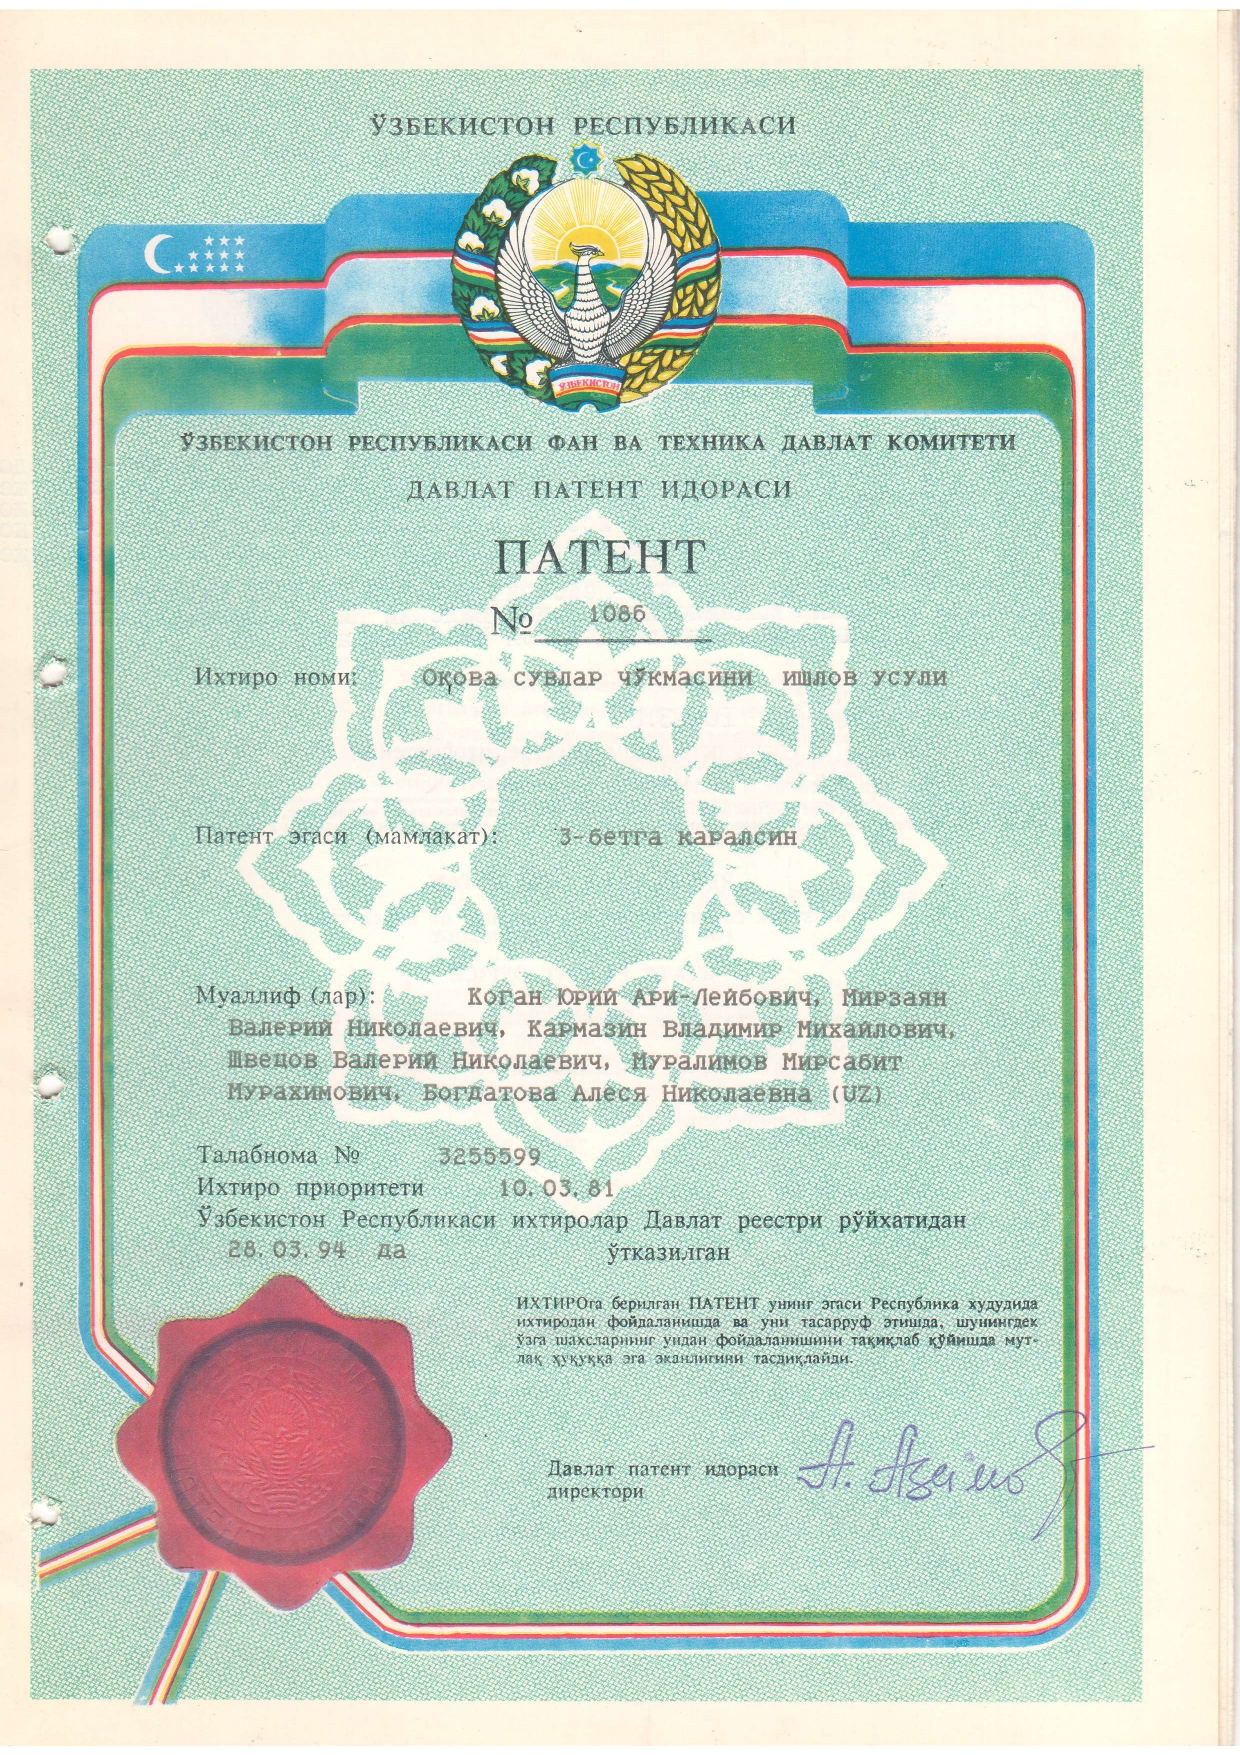 ЎЗБЕКИСТОН РЕСПУБЛИКАСИ
ЎЗБЕКИСТОН
ЎЗБЕКИСТОН РЕСПУБЛИКАСИ ФАН ВА ТЕХНИКА ДАВЛАТ КОМИТЕТИ
ДАВЛАТ ПАТЕНТ ИДОРАСИ
ПАТЕНТ
№ 1086
Ихтиро номи: Оқова сувлар чўкмасини ишлов усули
Патент эгаси (мамлакат): 3-бетга каралсин
Муаллиф (лар): Коган Юрий Ари-Лейбович, Мирзаян
Валерий Николаевич, Кармазин Владимир Михайлович,
Швецов Валерий Николаевич, Муралимов Мирсабит
Мурахимович, Богдатова Алеся Николаевна (UZ)
Талабнома № 3255599
Ихтиро приоритети 10.03.81
Ўзбекистон Республикаси ихтиролар Давлат реестри рўйхатидан
28.03.94 да ўтказилган
ИХТИРОга берилган ПАТЕНТ унинг эгаси Республика ҳудудида
ихтиродан фойдаланишда ва уни тасарруф этишда, шунингдек
ўзга шахсларнинг ундан фойдаланишини тақиқлаб қўйишда мут-
лақ ҳуқуққа эга эканлигини тасдиқлайди.
Давлат патент идораси
директори